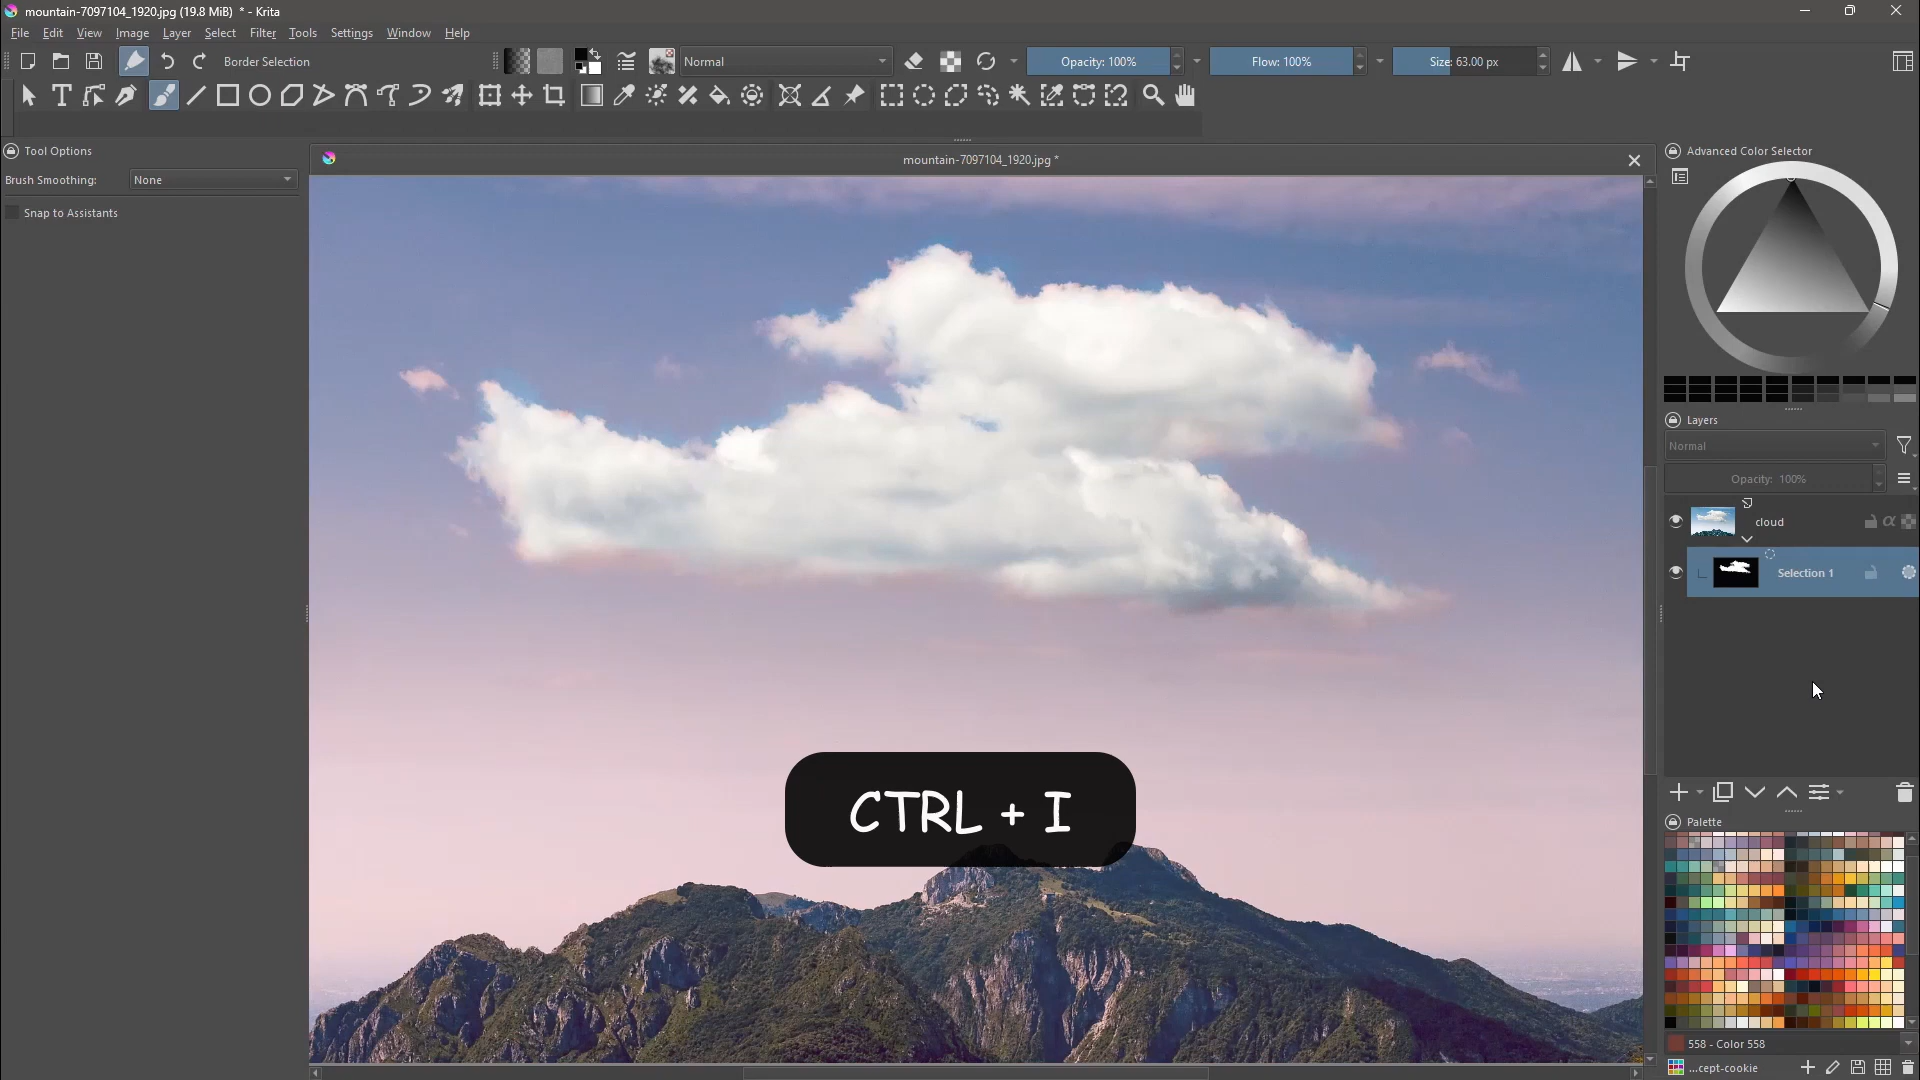 mountain-7097104_1920.jpg (19.8 MiB) * - Krita
File Edit View Image Layer Select Filter Tools Settings Window Help
Border Selection
Normal
Opacity: 100%
Flow: 100%
Size: 63.00 px
Tool Options
Brush Smoothing: None
Snap to Assistants
mountain-7097104_1920.jpg *
Advanced Color Selector
Layers
Normal
Opacity: 100%
cloud
Selection 1
CTRL + I
Palette
558 - Color 558
...cept-cookie